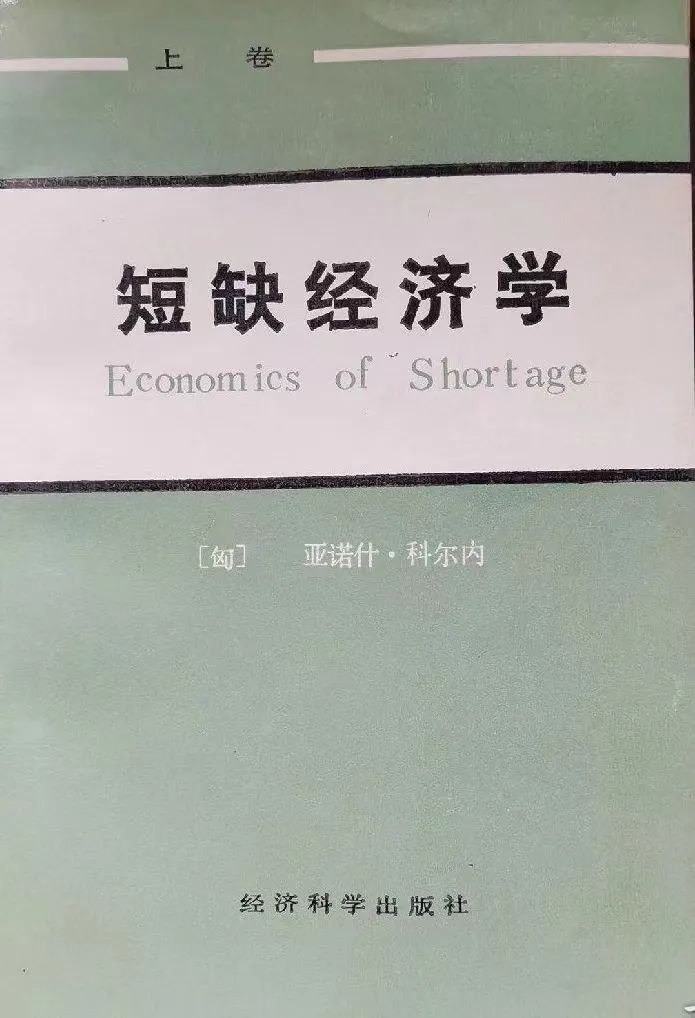 上 卷
短缺经济学
Economics of Shortage
[匈] 亚诺什·科尔内
经济科学出版社